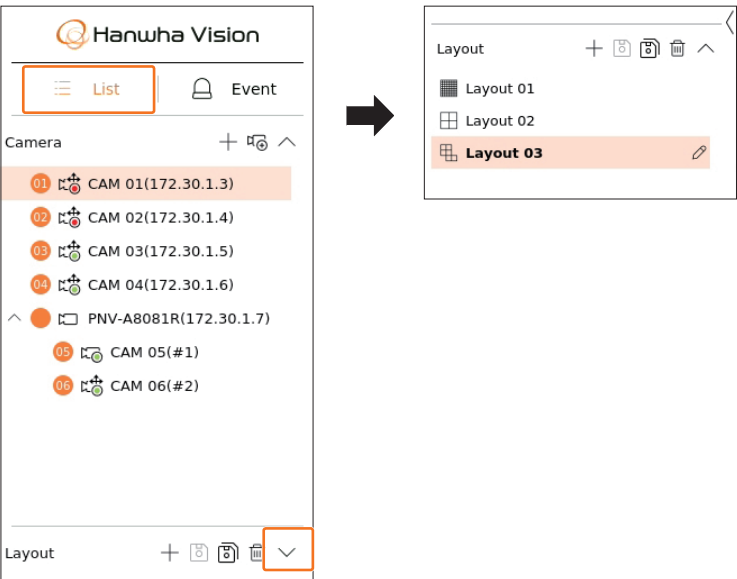 Hanwha Vision
List
Event
Camera
01 CAM 01(172.30.1.3)
02 CAM 02(172.30.1.4)
03 CAM 03(172.30.1.5)
04 CAM 04(172.30.1.6)
PNV-A8081R(172.30.1.7)
05 CAM 05(#1)
06 CAM 06(#2)
Layout
Layout
Layout 01
Layout 02
Layout 03